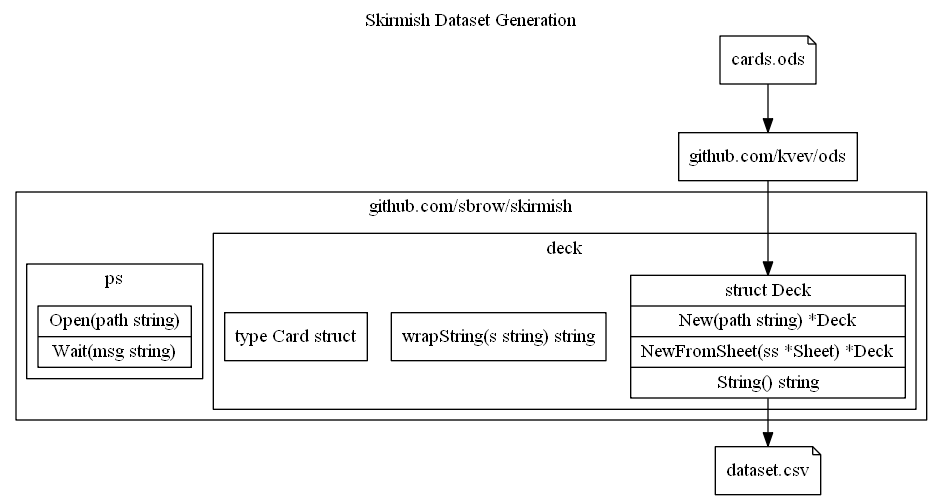 Skirmish Dataset Generation
cards.ods
github.com/kvev/ods
github.com/sbrow/skirmish
deck
ps
Open(path string)
Wait(msg string)
type Card struct
wrapString(s string) string
struct Deck
New(path string) *Deck
NewFromSheet(ss *Sheet) *Deck
String() string
dataset.csv